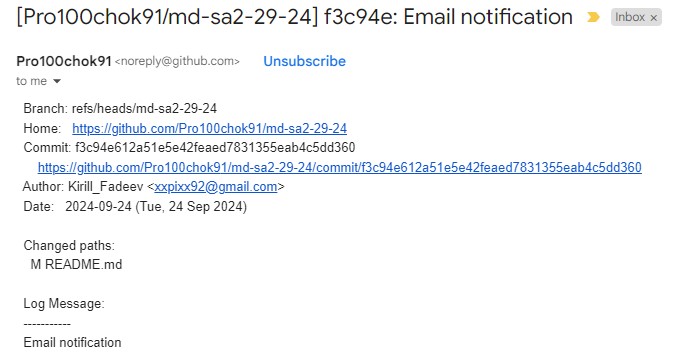 [Pro100chok91/md-sa2-29-24] f3c94e: Email notification Inbox ×
Pro100chok91 <noreply@github.com> Unsubscribe
to me
Branch: refs/heads/md-sa2-29-24
Home: https://github.com/Pro100chok91/md-sa2-29-24
Commit: f3c94e612a51e5e42feaed7831355eab4c5dd360
https://github.com/Pro100chok91/md-sa2-29-24/commit/f3c94e612a51e5e42feaed7831355eab4c5dd360
Author: Kirill_Fadeev <xxpixx92@gmail.com>
Date: 2024-09-24 (Tue, 24 Sep 2024)
Changed paths:
M README.md
Log Message:
-----------
Email notification